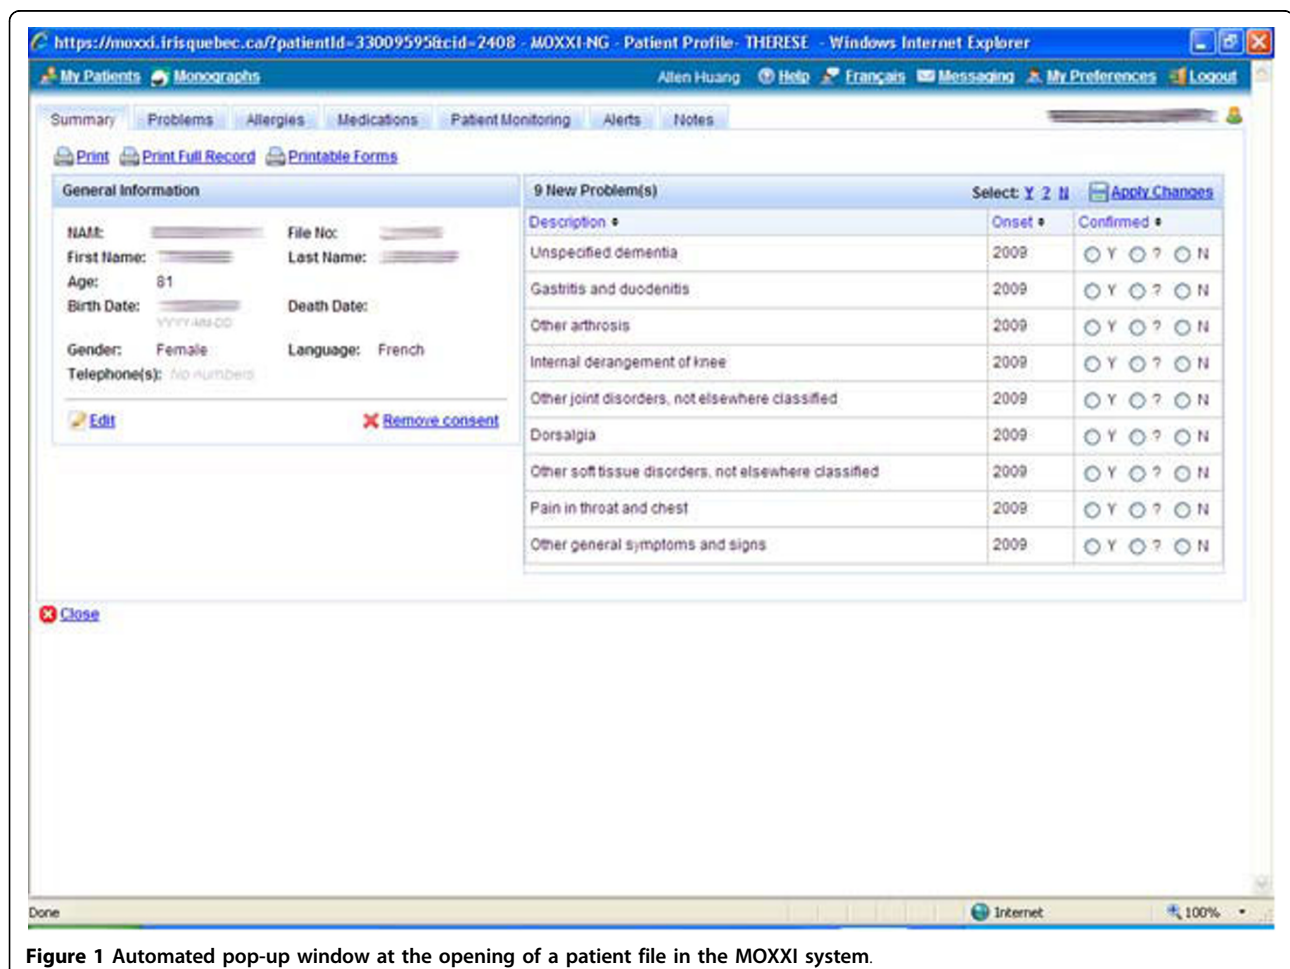 https://moxxi.irisquebec.ca/?patientId=33009595&cid=2408 - MOXXI-NG - Patient Profile- THERESE - Windows Internet Explorer
My Patients Monographs Allen Huang Help Français Messaging My Preferences Logout
Summary Problems Allergies Medications Patient Monitoring Alerts Notes
Print Print Full Record Printable Forms
General Information
NAM: File No:
First Name: Last Name:
Age: 81
Birth Date: Death Date:
YYYY-MM-DD
Gender: Female Language: French
Telephone(s): No numbers
Edit Remove consent
9 New Problem(s) Select: Y ? N Apply Changes
Description Onset Confirmed
Unspecified dementia 2009 Y ? N
Gastritis and duodenitis 2009 Y ? N
Other arthrosis 2009 Y ? N
Internal derangement of knee 2009 Y ? N
Other joint disorders, not elsewhere classified 2009 Y ? N
Dorsalgia 2009 Y ? N
Other soft tissue disorders, not elsewhere classified 2009 Y ? N
Pain in throat and chest 2009 Y ? N
Other general symptoms and signs 2009 Y ? N
Close
Done Internet 100%
Figure 1 Automated pop-up window at the opening of a patient file in the MOXXI system.